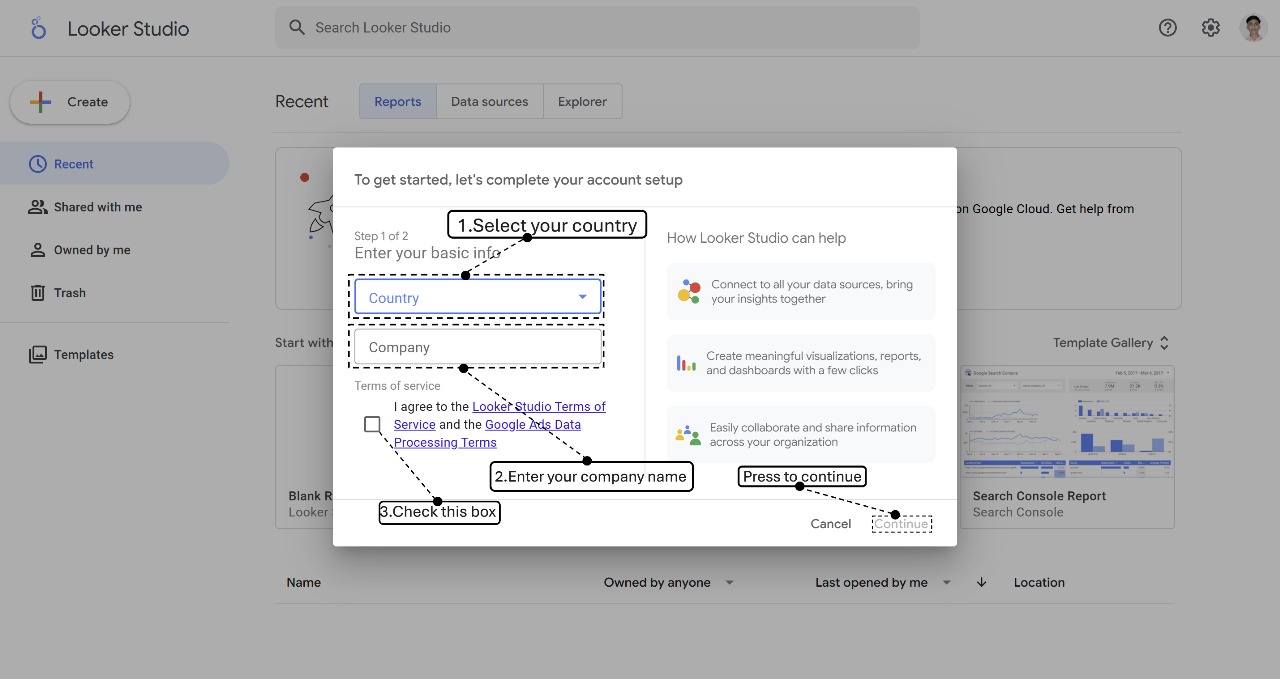 Looker Studio
Search Looker Studio
Create
Recent
Shared with me
Owned by me
Trash
Templates
Recent
Reports
Data sources
Explorer
on Google Cloud. Get help from
To get started, let's complete your account setup
1.Select your country
Step 1 of 2
Enter your basic info
Country
Company
Terms of service
I agree to the Looker Studio Terms of
Service and the Google Ads Data
Processing Terms
2.Enter your company name
3.Check this box
How Looker Studio can help
Connect to all your data sources, bring
your insights together
Create meaningful visualizations, reports,
and dashboards with a few clicks
Easily collaborate and share information
across your organization
Press to continue
Cancel
Continue
Start with
Template Gallery
Blank R
Looker
Google Search Console
Search Console Report
Search Console
Name
Owned by anyone
Last opened by me
Location